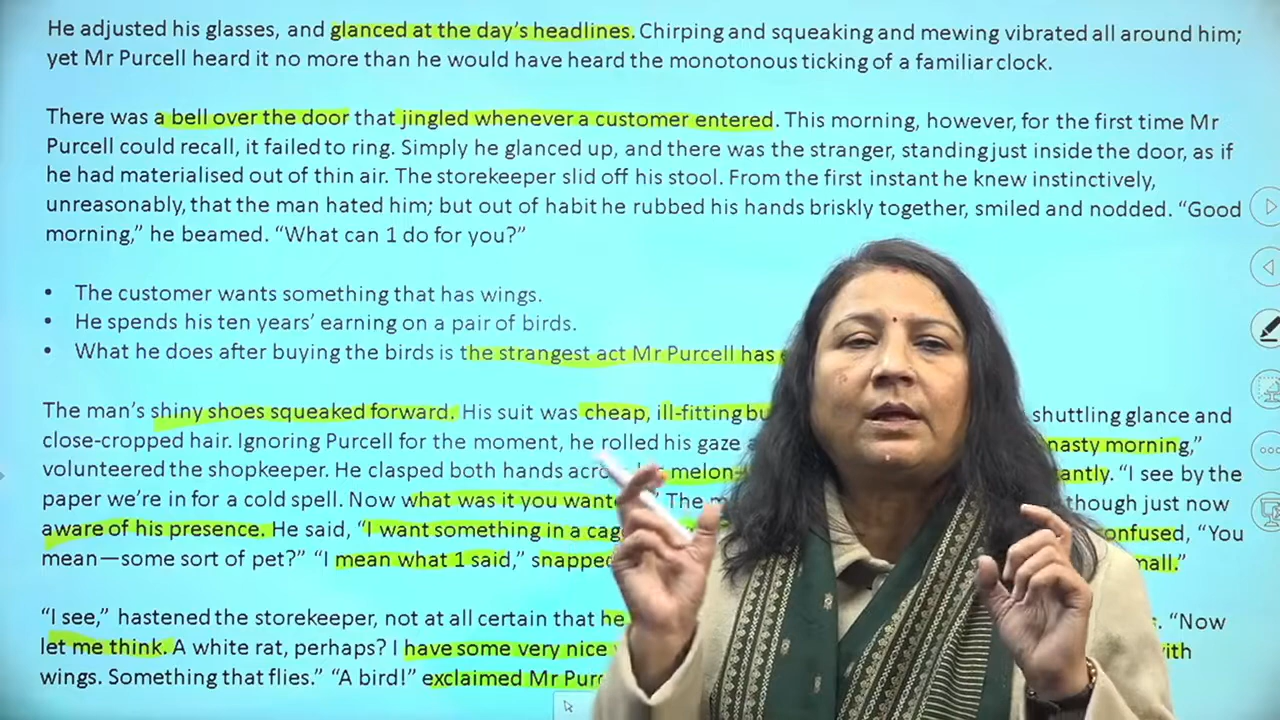 He adjusted his glasses, and glanced at the day's headlines. Chirping and squeaking and mewing vibrated all around him;
yet Mr Purcell heard it no more than he would have heard the monotonous ticking of a familiar clock.
There was a bell over the door that jingled whenever a customer entered. This morning, however, for the first time Mr
Purcell could recall, it failed to ring. Simply he glanced up, and there was the stranger, standing just inside the door, as if
he had materialised out of thin air. The storekeeper slid off his stool. From the first instant he knew instinctively,
unreasonably, that the man hated him; but out of habit he rubbed his hands briskly together, smiled and nodded. “Good
morning,” he beamed. “What can 1 do for you?”
• The customer wants something that has wings.
• He spends his ten years’ earning on a pair of birds.
• What he does after buying the birds is the strangest act Mr Purcell has
The man’s shiny shoes squeaked forward. His suit was cheap, ill-fitting shuttling glance and
close-cropped hair. Ignoring Purcell for the moment, he rolled his gaze nasty morning,”
volunteered the shopkeeper. He clasped both hands melon- “I see by the
paper we’re in for a cold spell. Now what was it you The though just now
aware of his presence. He said, “I want something in a confused, “You
mean—some sort of pet?” “I mean what 1 said,”
“I see,” hastened the storekeeper, not at all certain that he “Now
let me think. A white rat, perhaps? I have some very nice
wings. Something that flies.” “A bird!” exclaimed Mr